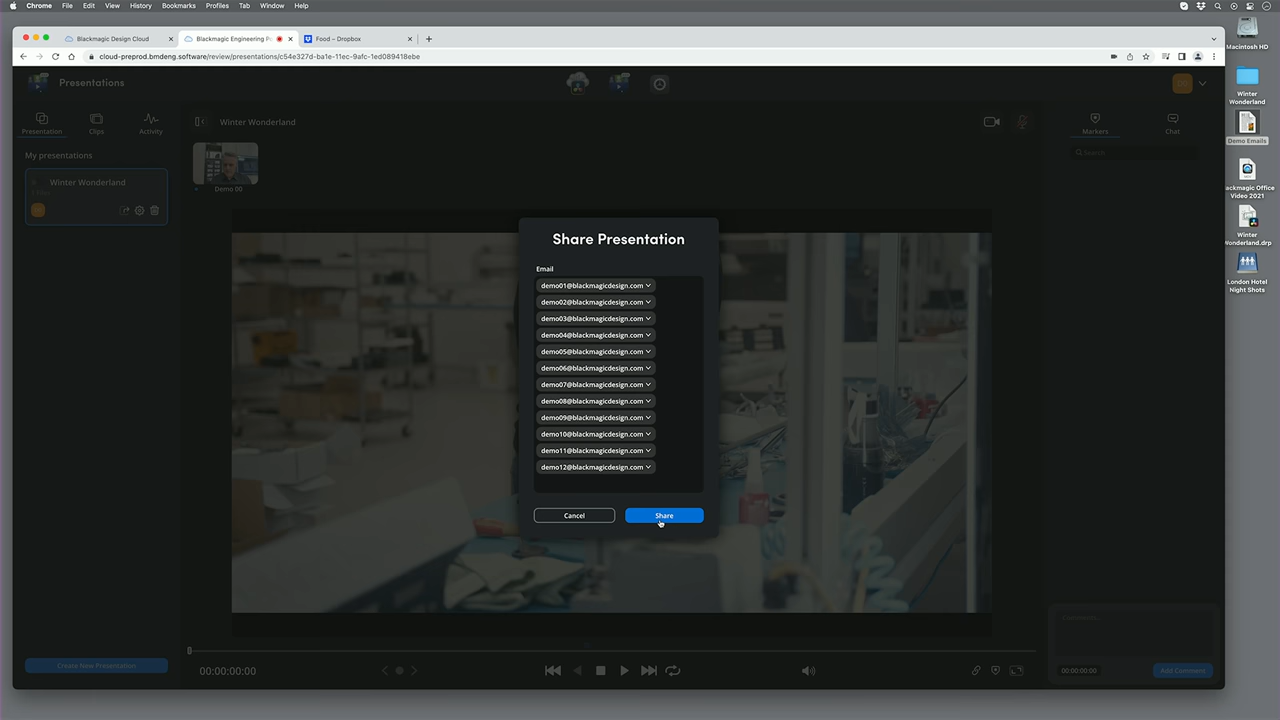 Chrome File Edit View History Bookmarks Profiles Tab Window Help
Macintosh HD
Blackmagic Design Cloud
Food – Dropbox
cloud-preprod.bmdeng.software/review/presentations/c54e327d-ba1e-11ec-9afc-1ed089418ebe
Presentations
Winter
Wonderland
Presentation Clips Activity
Winter Wonderland
Markers Chat
Demo Emails
My presentations
Search
Winter Wonderland
Demo 00
ackmagic Office
Video 2021
Winter
Wonderland.drp
London Hotel
Night Shots
Share Presentation
Email
demo01@blackmagicdesign.com
demo02@blackmagicdesign.com
demo03@blackmagicdesign.com
demo04@blackmagicdesign.com
demo05@blackmagicdesign.com
demo06@blackmagicdesign.com
demo07@blackmagicdesign.com
demo08@blackmagicdesign.com
demo09@blackmagicdesign.com
demo10@blackmagicdesign.com
demo11@blackmagicdesign.com
demo12@blackmagicdesign.com
Cancel Share
Comments...
Create New Presentation
00:00:00:00
00:00:00:00 Add Comment